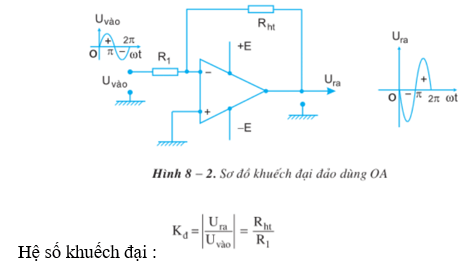 Uvào
Rht
+
2π
+E
O
π
−
ωt
R1
Ura
−
Uvào
Ura
+
+
O
−
π
2π
ωt
−E
Hình 8 – 2. Sơ đồ khuếch đại đảo dùng OA
Kđ = |Ura / Uvào| = Rht / R1
Hệ số khuếch đại :